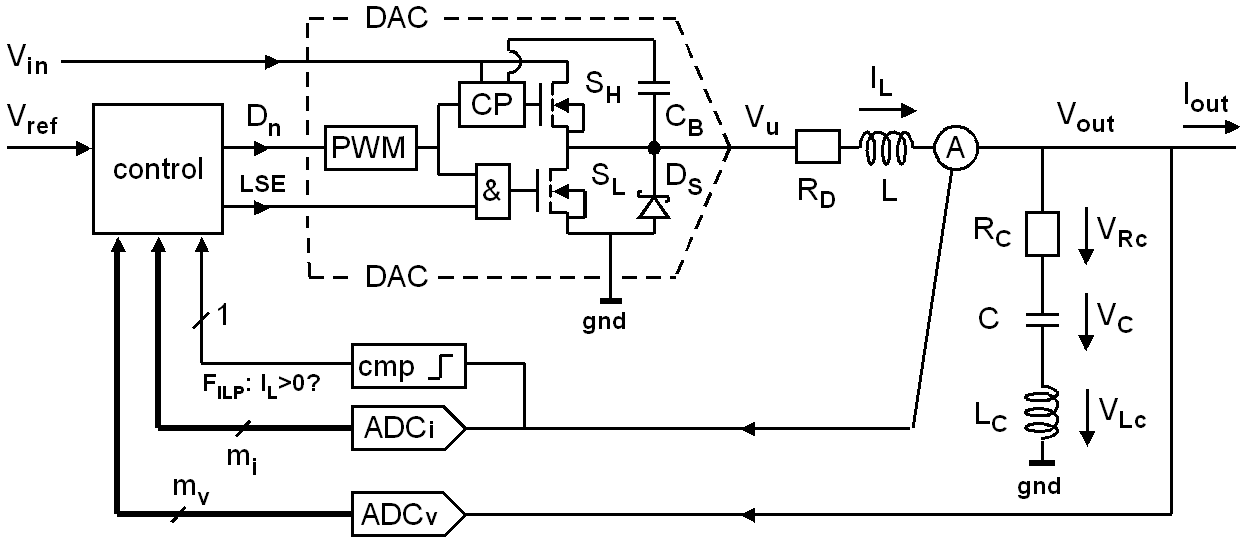 DAC
V_in
V_ref
control
D_n
LSE
PWM
CP
&
S_H
S_L
C_B
D_S
V_u
R_D
I_L
L
A
V_out
I_out
R_C
V_Rc
C
V_C
L_C
V_Lc
gnd
DAC
gnd
1
cmp
F_ILP: I_L>0?
ADCi
m_i
m_v
ADCv